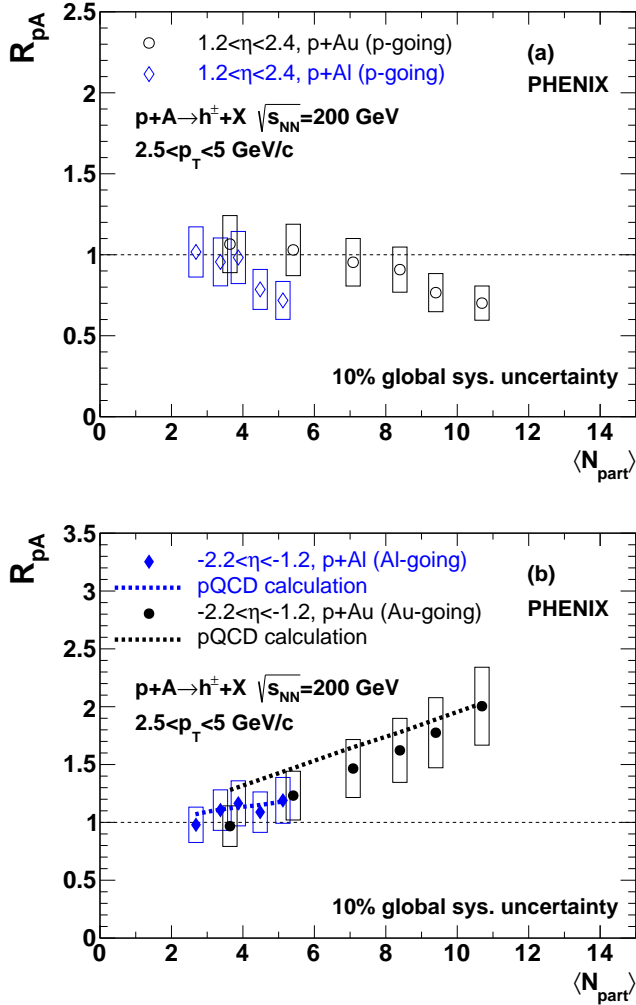 R_pA
2.5
2
1.5
1
0.5
0
1.2<η<2.4, p+Au (p-going)
1.2<η<2.4, p+Al (p-going)
(a)
PHENIX
p+A→h±+X √s_NN=200 GeV
2.5<p_T<5 GeV/c
10% global sys. uncertainty
0 2 4 6 8 10 12 14
⟨N_part⟩
R_pA
3.5
3
2.5
2
1.5
1
0.5
0
-2.2<η<-1.2, p+Al (Al-going)
pQCD calculation
-2.2<η<-1.2, p+Au (Au-going)
pQCD calculation
(b)
PHENIX
p+A→h±+X √s_NN=200 GeV
2.5<p_T<5 GeV/c
10% global sys. uncertainty
0 2 4 6 8 10 12 14
⟨N_part⟩